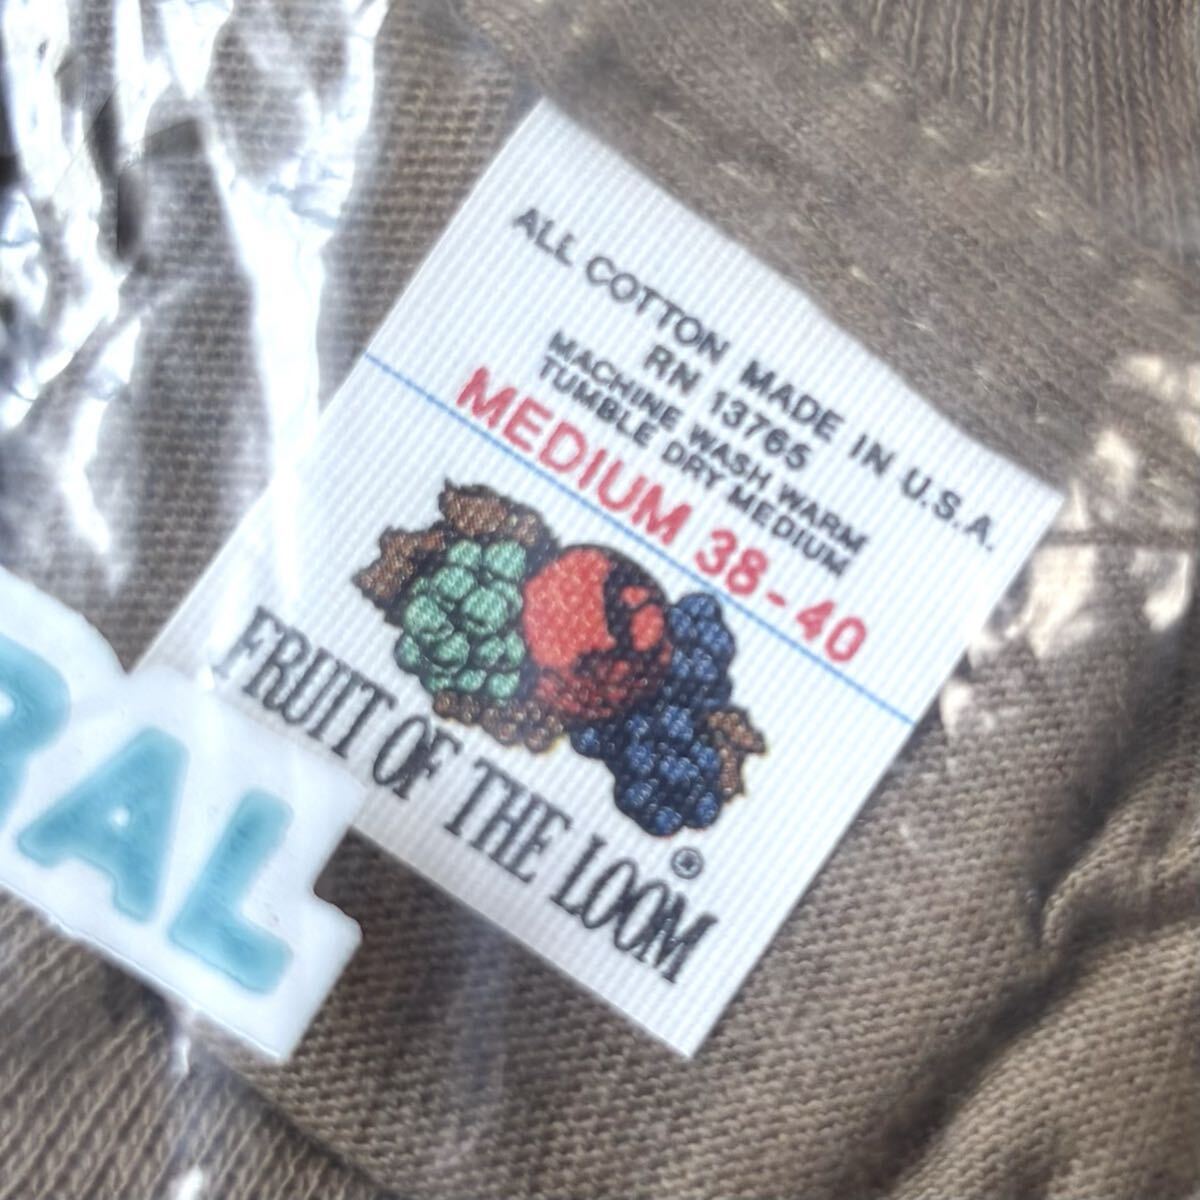 ALL COTTON MADE IN U.S.A.
RN 13765
MACHINE WASH WARM
TUMBLE DRY MEDIUM
MEDIUM 38-40
FRUIT OF THE LOOM®
RAL